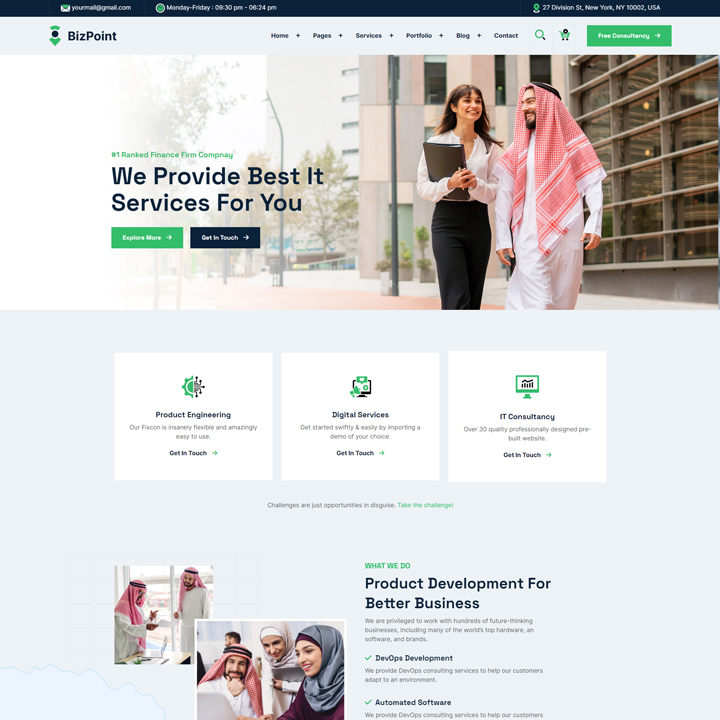 yourmail@gmail.com
Monday-Friday : 09:30 pm - 06:24 pm
27 Division St, New York, NY 10002, USA
BizPoint
Home + Pages + Services + Portfolio + Blog + Contact
Free Consultancy
#1 Ranked Finance Firm Compnay
We Provide Best It
Services For You
Explore More
Get In Touch
Product Engineering
Our Fixcon is insanely flexible and amazingly
easy to use.
Get In Touch
Digital Services
Get started swiftly & easily by importing a
demo of your choice.
Get In Touch
IT Consultancy
Over 30 quality professionally designed pre-
built website.
Get In Touch
Challenges are just opportunities in disguise. Take the challenge!
WHAT WE DO
Product Development For
Better Business
We are privileged to work with hundreds of future-thinking
businesses, including many of the world's top hardware, an
software, and brands.
DevOps Development
We provide DevOps consulting services to help our customers
adapt to an environment.
Automated Software
We provide DevOps consulting services to help our customers